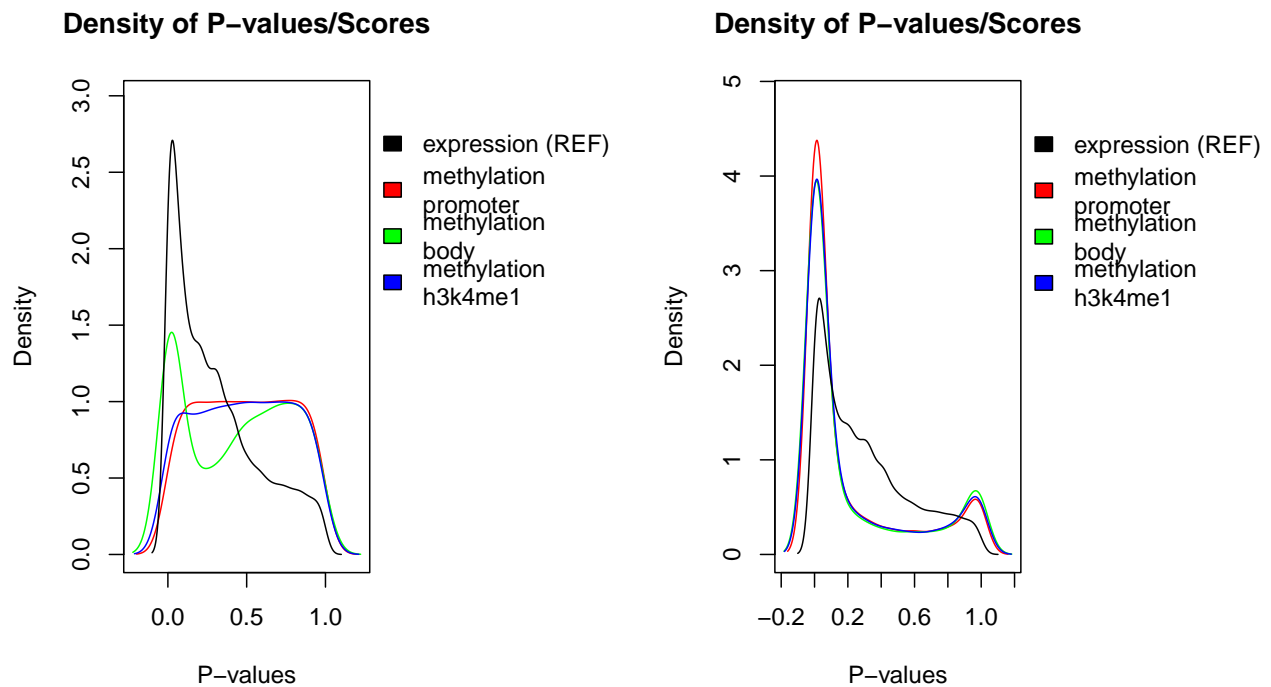 Density of P−values/Scores
Density
3.0
2.5
2.0
1.5
1.0
0.5
0.0
0.0 0.5 1.0
P−values
expression (REF)
methylation
promoter
methylation
body
methylation
h3k4me1
Density of P−values/Scores
Density
5
4
3
2
1
0
−0.2 0.2 0.6 1.0
P−values
expression (REF)
methylation
promoter
methylation
body
methylation
h3k4me1